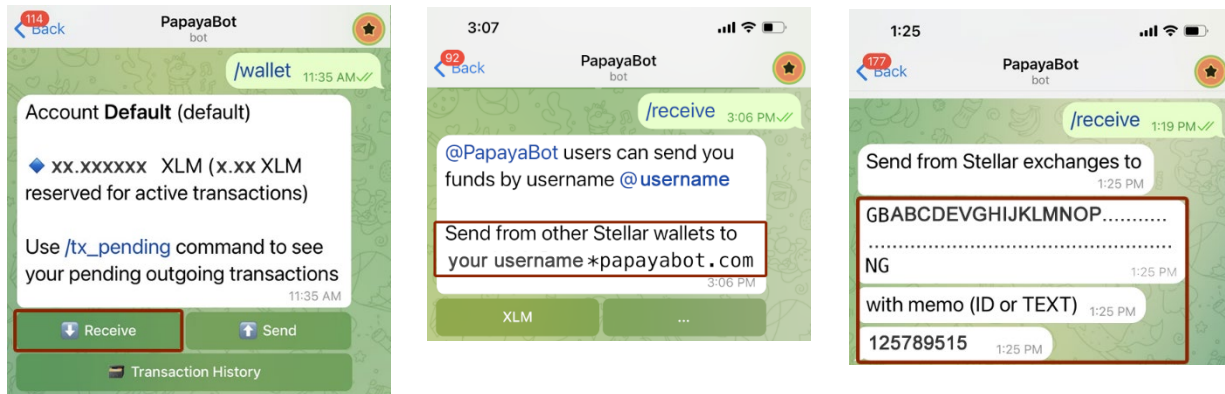 114
Back
PapayaBot
bot
/wallet 11:35 AM
Account Default (default)
xx.xxxxxx XLM (x.xx XLM
reserved for active transactions)
Use /tx_pending command to see
your pending outgoing transactions
11:35 AM
Receive
Send
Transaction History
3:07
92
Back
PapayaBot
bot
/receive 3:06 PM
@PapayaBot users can send you
funds by username @username
Send from other Stellar wallets to
your username*papayabot.com
3:06 PM
XLM
...
1:25
177
Back
PapayaBot
bot
/receive 1:19 PM
Send from Stellar exchanges to
1:25 PM
GBABCDEVGHIJKLMNOP...........
....................................................
NG 1:25 PM
with memo (ID or TEXT) 1:25 PM
125789515 1:25 PM